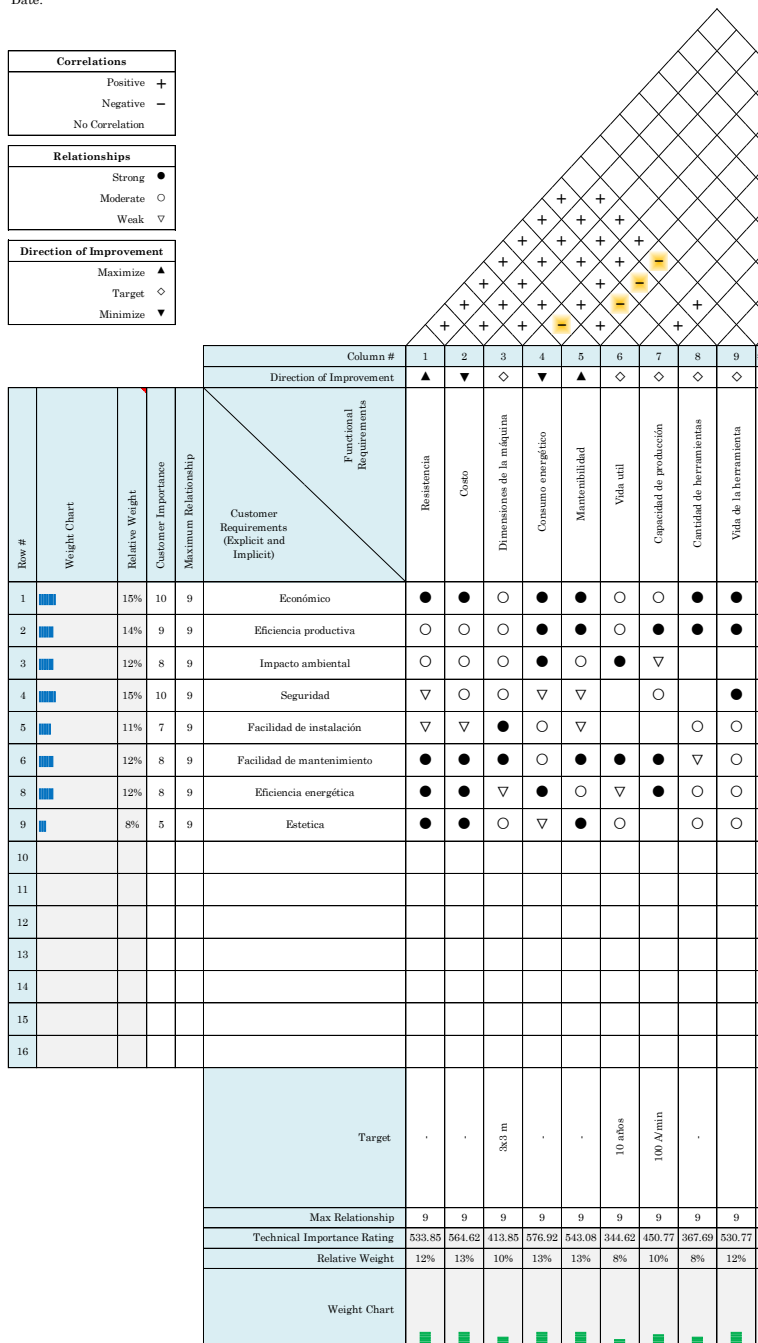 Date:
Correlations
Positive +
Negative −
No Correlation
Relationships
Strong ●
Moderate ○
Weak ▽
Direction of Improvement
Maximize ▲
Target ◇
Minimize ▼
Column # 1 2 3 4 5 6 7 8 9
Direction of Improvement ▲ ▼ ◇ ▼ ▲ ◇ ◇ ◇ ◇
Row #
Weight Chart
Relative Weight
Customer Importance
Maximum Relationship
Customer
Requirements
(Explicit and
Implicit)
Functional
Requirements
Resistencia
Costo
Dimensiones de la máquina
Consumo energético
Mantenibilidad
Vida util
Capacidad de producción
Cantidad de herramientas
Vida de la herramienta
1 15% 10 9 Económico ● ● ○ ● ● ○ ○ ● ●
2 14% 9 9 Eficiencia productiva ○ ○ ○ ● ● ○ ● ● ●
3 12% 8 9 Impacto ambiental ○ ○ ○ ● ○ ● ▽
4 15% 10 9 Seguridad ▽ ○ ○ ▽ ▽ ○ ●
5 11% 7 9 Facilidad de instalación ▽ ▽ ● ○ ▽ ○ ○
6 12% 8 9 Facilidad de mantenimiento ● ● ● ○ ● ● ● ▽ ○
8 12% 8 9 Eficiencia energética ● ● ▽ ● ○ ▽ ● ○ ○
9 8% 5 9 Estetica ● ● ○ ▽ ● ○ ○ ○
10
11
12
13
14
15
16
Target - - 3x3 m - - 10 años 100 A/min -
Max Relationship 9 9 9 9 9 9 9 9 9
Technical Importance Rating 533.85 564.62 413.85 576.92 543.08 344.62 450.77 367.69 530.77
Relative Weight 12% 13% 10% 13% 13% 8% 10% 8% 12%
Weight Chart